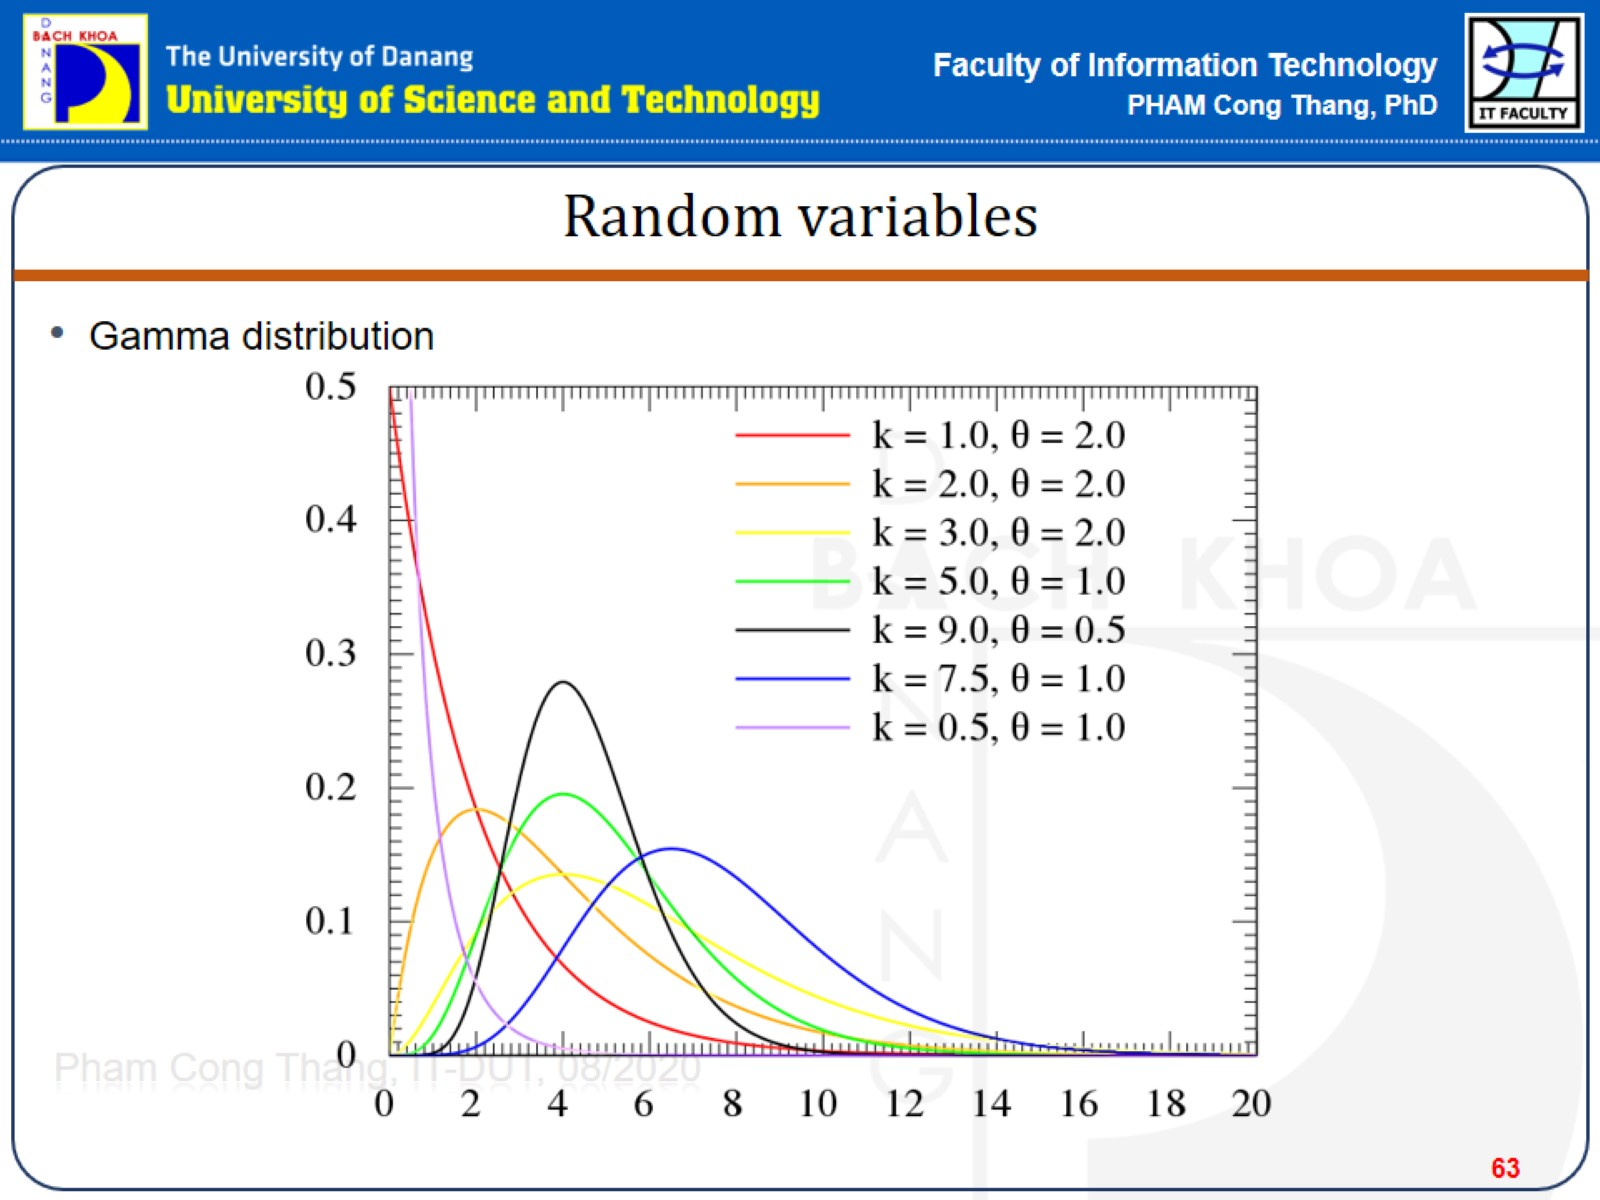 D
BACH KHOA
N
A
N
G
The University of Danang
University of Science and Technology
Faculty of Information Technology
PHAM Cong Thang, PhD
IT FACULTY
Random variables
• Gamma distribution
0.5
0.4
0.3
0.2
0.1
0
k = 1.0, θ = 2.0
k = 2.0, θ = 2.0
k = 3.0, θ = 2.0
k = 5.0, θ = 1.0
k = 9.0, θ = 0.5
k = 7.5, θ = 1.0
k = 0.5, θ = 1.0
0 2 4 6 8 10 12 14 16 18 20
D
BACH KHOA
N
A
N
G
Pham Cong Thang, IT-DUT, 08/2020
63